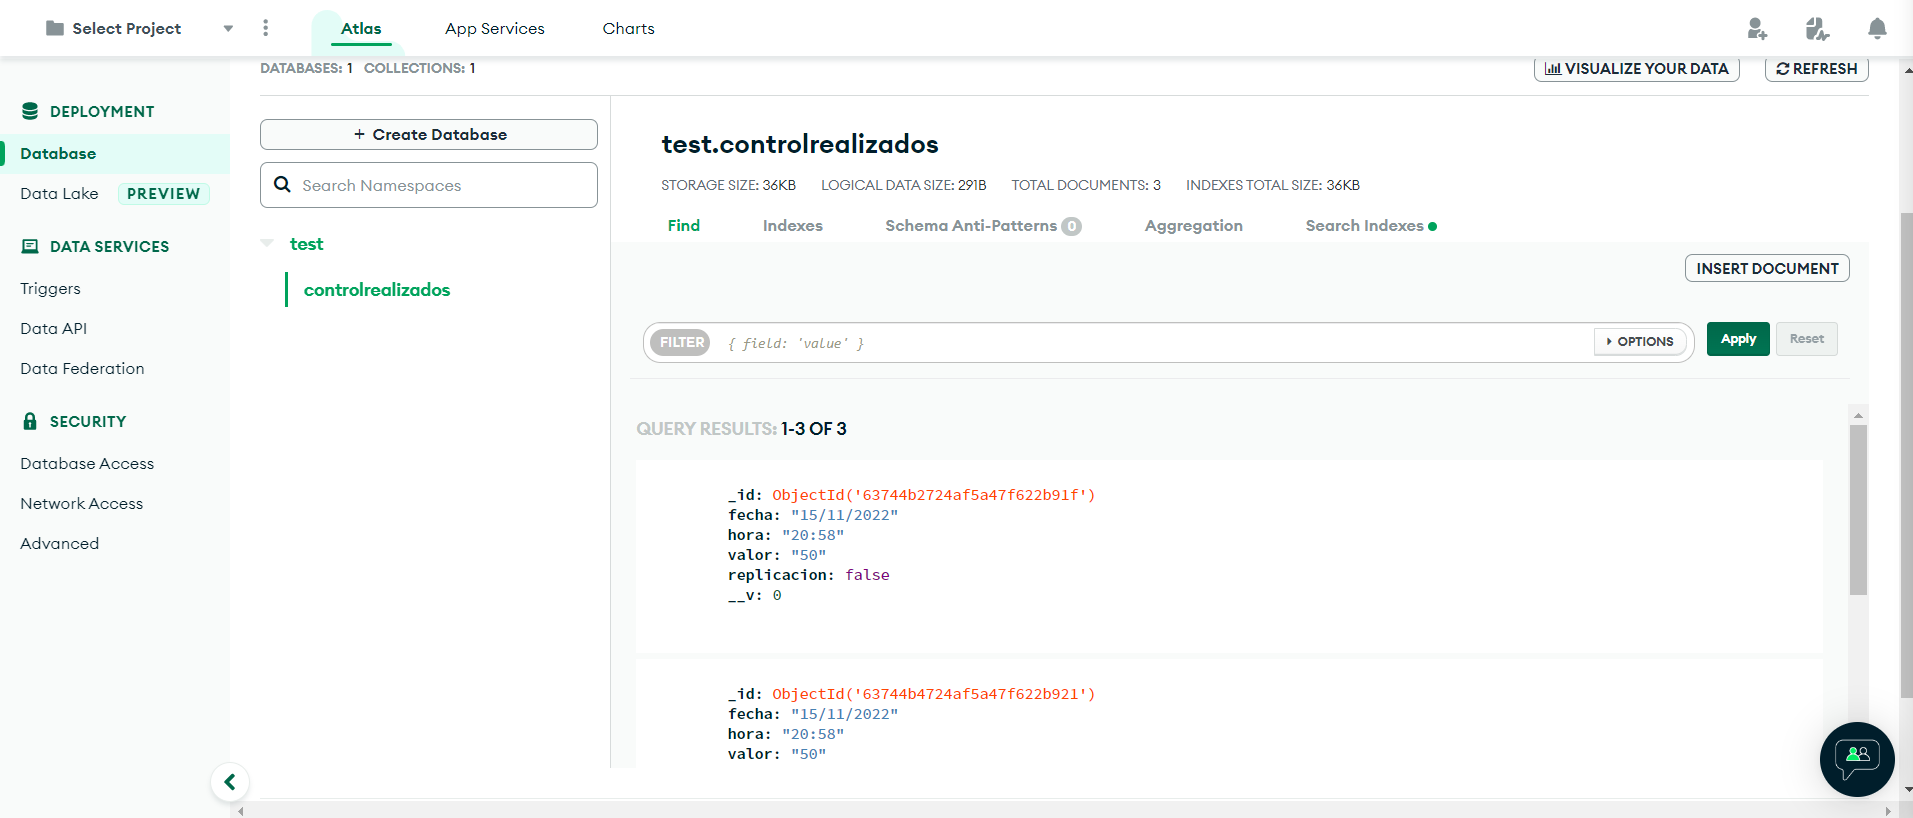 Select Project
Atlas
App Services
Charts
DATABASES: 1 COLLECTIONS: 1
VISUALIZE YOUR DATA
REFRESH
DEPLOYMENT
Database
Data Lake PREVIEW
DATA SERVICES
Triggers
Data API
Data Federation
SECURITY
Database Access
Network Access
Advanced
+ Create Database
Search Namespaces
test
controlrealizados
test.controlrealizados
STORAGE SIZE: 36KB LOGICAL DATA SIZE: 291B TOTAL DOCUMENTS: 3 INDEXES TOTAL SIZE: 36KB
Find Indexes Schema Anti-Patterns 0 Aggregation Search Indexes
INSERT DOCUMENT
FILTER { field: 'value' } OPTIONS Apply Reset
QUERY RESULTS: 1-3 OF 3
_id: ObjectId('63744b2724af5a47f622b91f')
fecha: "15/11/2022"
hora: "20:58"
valor: "50"
replicacion: false
__v: 0
_id: ObjectId('63744b4724af5a47f622b921')
fecha: "15/11/2022"
hora: "20:58"
valor: "50"